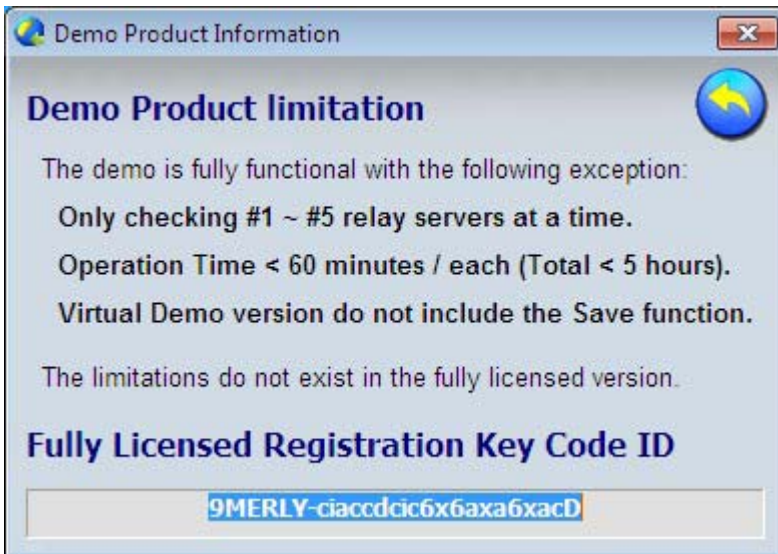 Demo Product Information
Demo Product limitation
The demo is fully functional with the following exception:
Only checking #1 ~ #5 relay servers at a time.
Operation Time < 60 minutes / each (Total < 5 hours).
Virtual Demo version do not include the Save function.
The limitations do not exist in the fully licensed version.
Fully Licensed Registration Key Code ID
9MERLY-ciaccdcic6x6axa6xacD